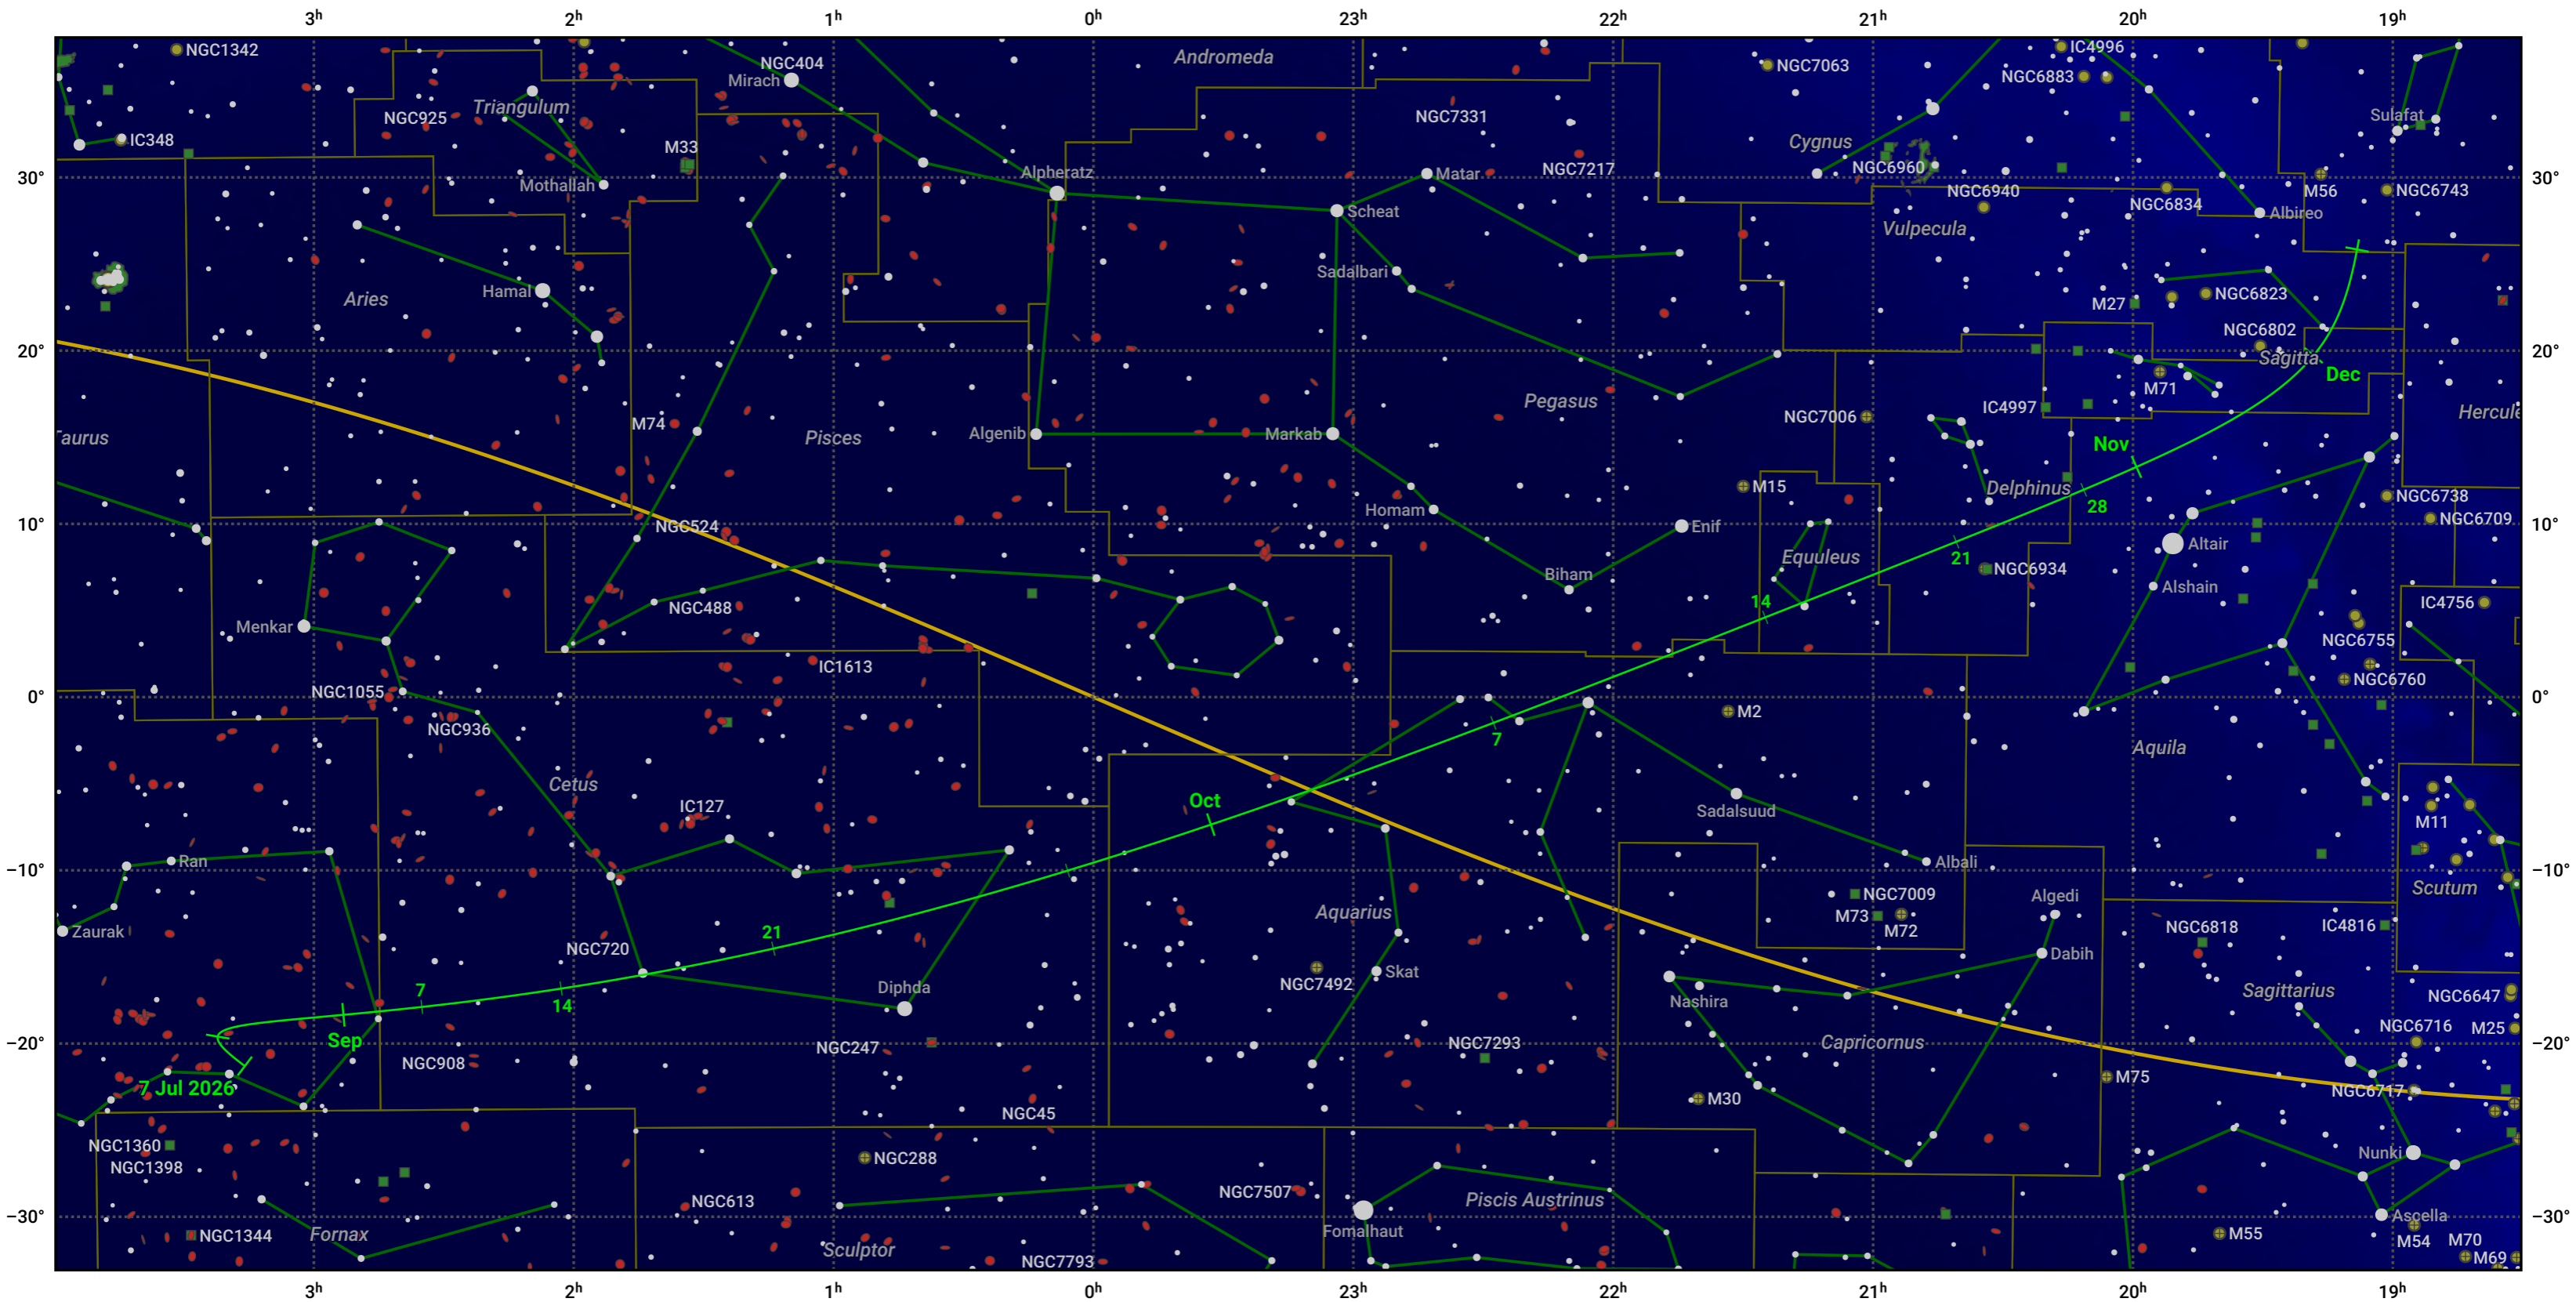 3h 2h 1h 0h 23h 22h 21h 20h 19h
NGC1342
NGC404
Andromeda
NGC7063
IC4996
Mirach
NGC6883
Triangulum
NGC925
NGC7331
Sulafat
IC348
M33
Cygnus
NGC7217
NGC6960
30°
Mothallah
Alpheratz
Matar
NGC6940
M56
NGC6743
30°
NGC6834
Scheat
Albireo
Vulpecula
Sadalbari
Aries
Hamal
M27
NGC6823
NGC6802
20°
Sagitta
20°
Dec
M71
Pegasus
IC4997
Hercule
M74
NGC7006
Taurus
Pisces
Algenib
Markab
Nov
M15
Delphinus
NGC6738
Homam
28
NGC6709
10°
NGC524
Enif
10°
Altair
Equuleus
21
NGC6934
Biham
Alshain
14
IC4756
NGC488
Menkar
NGC6755
IC1613
NGC6760
0°
NGC1055
0°
M2
NGC936
7
Aquila
Cetus
Oct
IC127
Sadalsuud
M11
Ran
Albali
−10°
−10°
NGC7009
Algedi
Scutum
Aquarius
M73
M72
Zaurak
21
NGC720
NGC6818
IC4816
Dabih
Skat
NGC7492
Diphda
7
14
Nashira
Sagittarius
NGC6647
NGC6716
M25
Sep
NGC247
NGC7293
Capricornus
−20°
−20°
NGC908
M75
7 Jul 2026
NGC6717
M30
NGC45
NGC1360
NGC1398
NGC288
Nunki
NGC613
NGC7507
Piscis Austrinus
−30°
−30°
Ascella
NGC1344
Fornax
Fomalhaut
M55
M54
M70
Sculptor
NGC7793
M69
3h 2h 1h 0h 23h 22h 21h 20h 19h